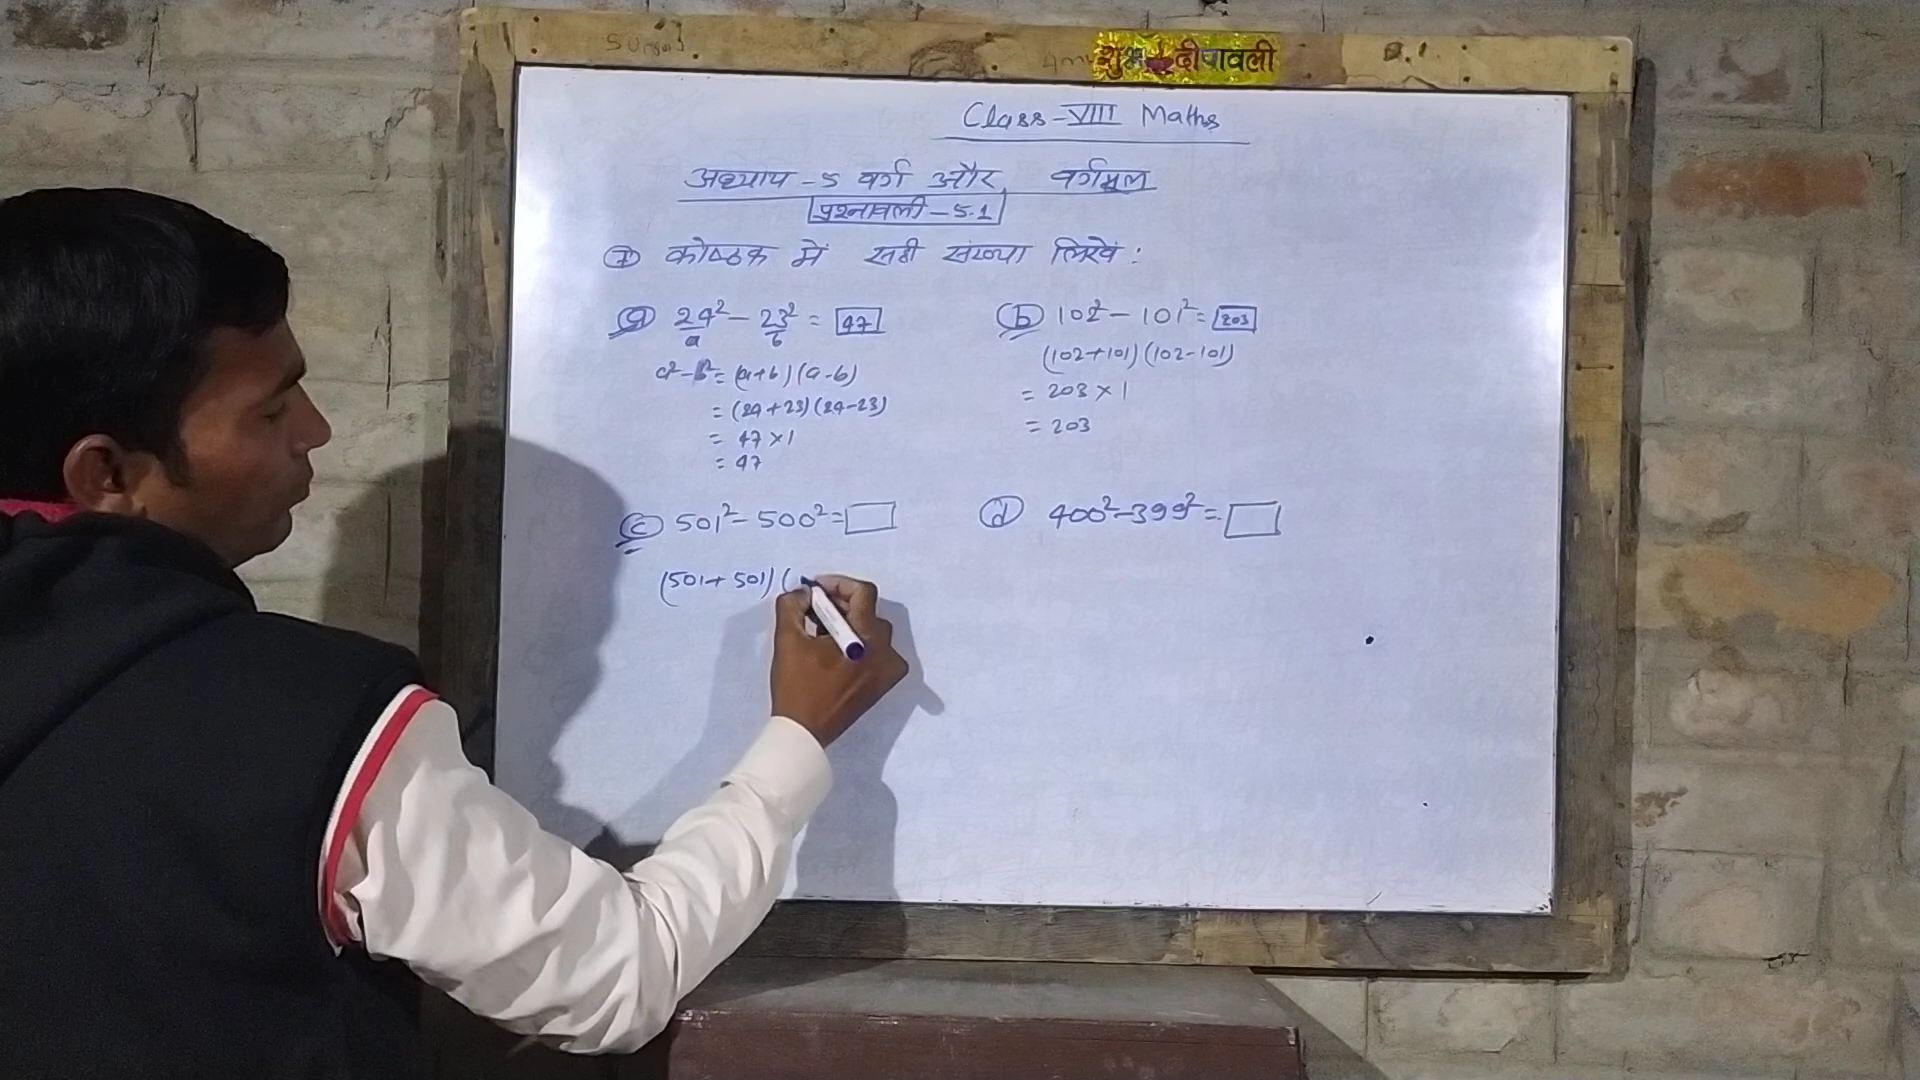 शुभ दीपावली
Class-VIII Maths
अध्याय-5 वर्ग और वर्गमूल
प्रश्नावली-5.1
⑦ कोष्ठक में सही संख्या लिखें :
ⓐ 24² - 23² = 47
a b
a² - b² = (a+b)(a-b)
= (24+23)(24-23)
= 47 × 1
= 47
ⓑ 102² - 101² = 203
(102+101)(102-101)
= 203 × 1
= 203
ⓒ 501² - 500² =
(501+501)(
ⓓ 400² - 399² =